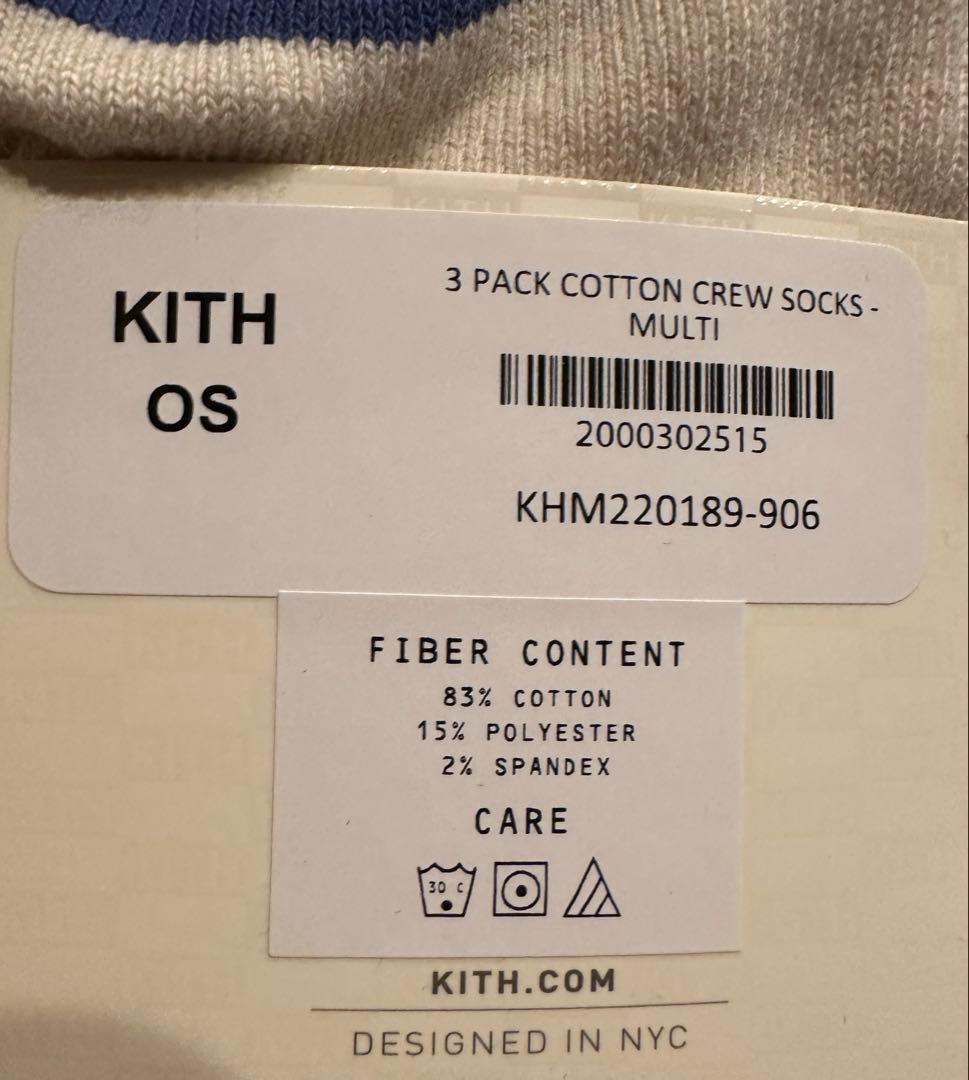 KITH
OS
3 PACK COTTON CREW SOCKS -
MULTI
2000302515
KHM220189-906
FIBER CONTENT
83% COTTON
15% POLYESTER
2% SPANDEX
CARE
30 C
KITH.COM
DESIGNED IN NYC